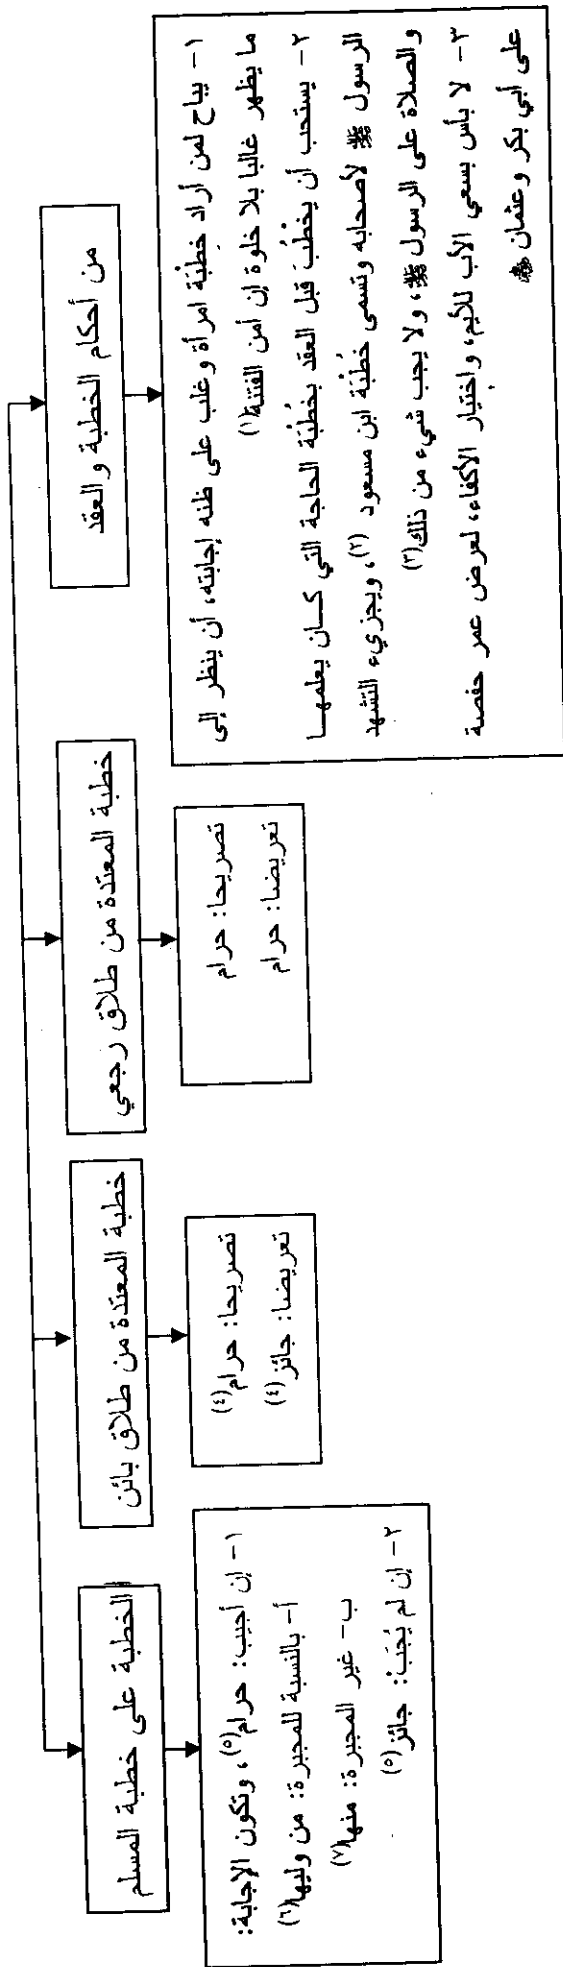 من أحكام الخطبة والعقد
١- يباح لمن أراد خِطبَة امرأة وغلب على ظنه إجابته، أن ينظر إلى
ما يظهر غالبا بلا خلوة إن أمن الفتنة(١)
٢- يستحب أن يخْطُبَ قبل العقد بخُطبَة الحاجة التي كان يعلمها
الرسول ﷺ لأصحابه وتسمى خُطبَة ابن مسعود (٢)، ويجزيء التشهد
والصلاة على الرسول ﷺ، ولا يجب شيء من ذلك(٣)
٣- لا بأس بسعي الأب للأيم، واختيار الأكفاء، لعرض عمر حفصة
على أبي بكر وعثمان
خطبة المعتدة من طلاق رجعي
تصريحا: حرام
تعريضا: حرام
خطبة المعتدة من طلاق بائن
تصريحا: حرام(٤)
تعريضا: جائز(٤)
الخطبة على خطبة المسلم
١- إن أجيب: حرام(٥)، وتكون الإجابة:
أ- بالنسبة للمجبرة: من وليها(٦)
ب- غير المجبرة: منها(٧)
٢- إن لم يُجَبْ: جائز(٥)